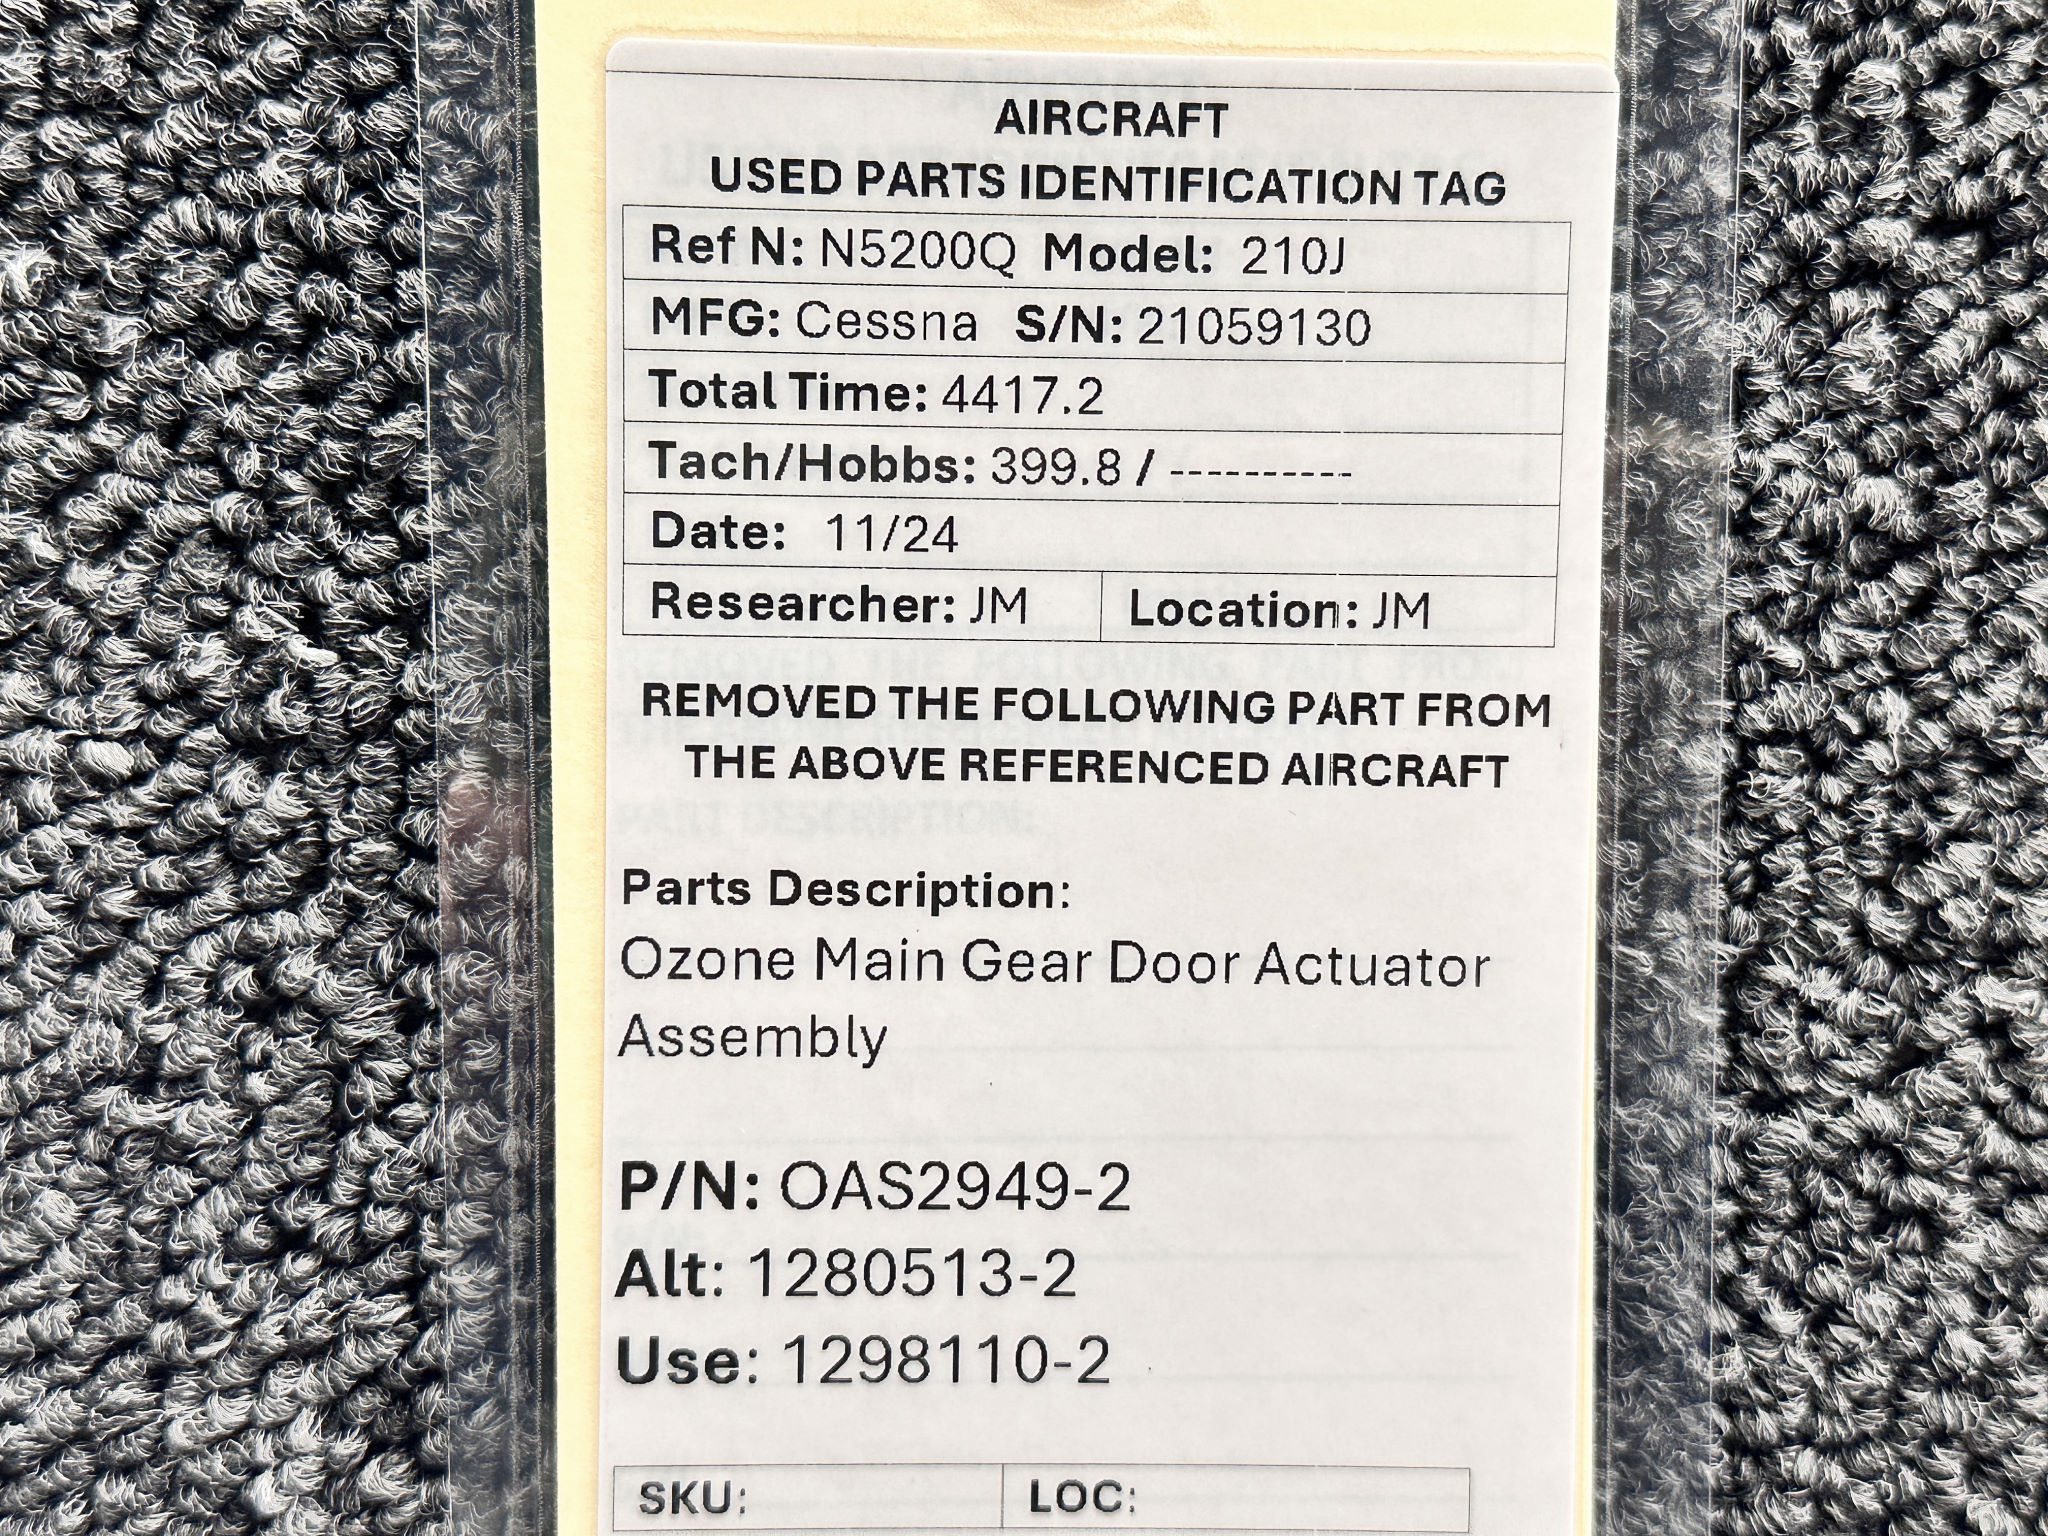 AIRCRAFT
USED PARTS IDENTIFICATION TAG
Ref N: N5200Q Model: 210J
MFG: Cessna S/N: 21059130
Total Time: 4417.2
Tach/Hobbs: 399.8 / ----------
Date: 11/24
Researcher: JM Location: JM
REMOVED THE FOLLOWING PART FROM
THE ABOVE REFERENCED AIRCRAFT
Parts Description:
Ozone Main Gear Door Actuator
Assembly
P/N: OAS2949-2
Alt: 1280513-2
Use: 1298110-2
SKU: LOC: